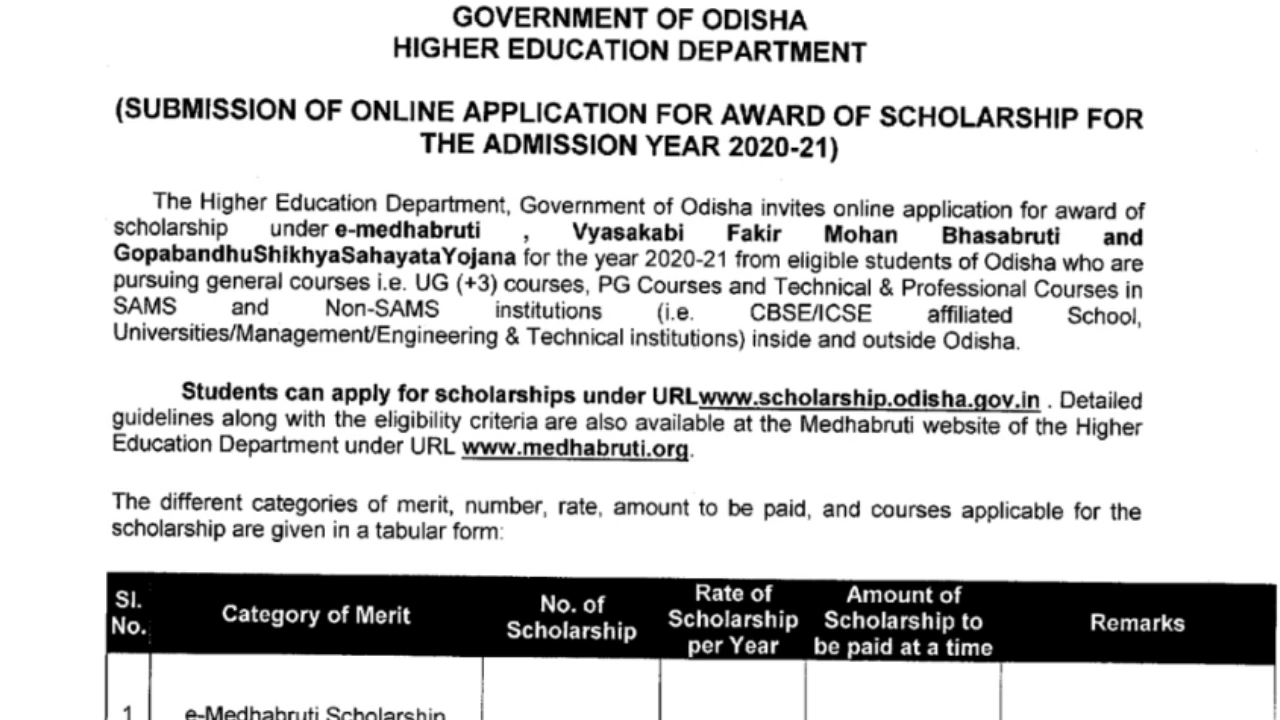 GOVERNMENT OF ODISHA
HIGHER EDUCATION DEPARTMENT
(SUBMISSION OF ONLINE APPLICATION FOR AWARD OF SCHOLARSHIP FOR
THE ADMISSION YEAR 2020-21)
The Higher Education Department, Government of Odisha invites online application for award of
scholarship under e-medhabruti , Vyasakabi Fakir Mohan Bhasabruti and
GopabandhuShikhyaSahayataYojana for the year 2020-21 from eligible students of Odisha who are
pursuing general courses i.e. UG (+3) courses, PG Courses and Technical & Professional Courses in
SAMS and Non-SAMS institutions (i.e. CBSE/ICSE affiliated School,
Universities/Management/Engineering & Technical institutions) inside and outside Odisha.
Students can apply for scholarships under URLwww.scholarship.odisha.gov.in . Detailed
guidelines along with the eligibility criteria are also available at the Medhabruti website of the Higher
Education Department under URL www.medhabruti.org.
The different categories of merit, number, rate, amount to be paid, and courses applicable for the
scholarship are given in a tabular form:
Sl. No. Category of Merit No. of Scholarship Rate of Scholarship per Year Amount of Scholarship to be paid at a time Remarks
1 e-Medhabruti Scholarship